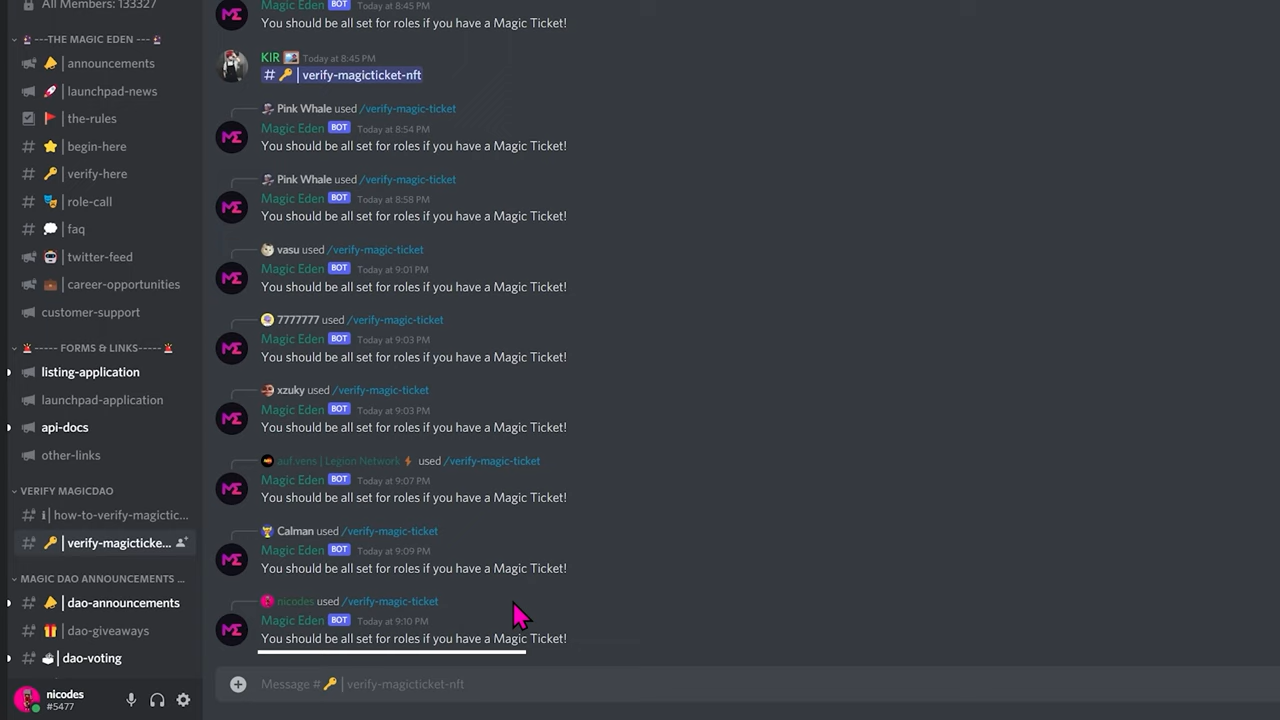 All Members: 133327
---THE MAGIC EDEN ---
| announcements
| launchpad-news
| the-rules
| begin-here
| verify-here
| role-call
| faq
| twitter-feed
| career-opportunities
customer-support
----- FORMS & LINKS-----
listing-application
launchpad-application
api-docs
other-links
VERIFY MAGICDAO
| how-to-verify-magictic...
| verify-magicticke...
MAGIC DAO ANNOUNCEMENTS ...
| dao-announcements
| dao-giveaways
| dao-voting
nicodes
#5477
Magic Eden BOT Today at 8:45 PM
You should be all set for roles if you have a Magic Ticket!
KIR Today at 8:45 PM
# | verify-magicticket-nft
Pink Whale used /verify-magic-ticket
Magic Eden BOT Today at 8:54 PM
You should be all set for roles if you have a Magic Ticket!
Pink Whale used /verify-magic-ticket
Magic Eden BOT Today at 8:58 PM
You should be all set for roles if you have a Magic Ticket!
vasu used /verify-magic-ticket
Magic Eden BOT Today at 9:01 PM
You should be all set for roles if you have a Magic Ticket!
7777777 used /verify-magic-ticket
Magic Eden BOT Today at 9:03 PM
You should be all set for roles if you have a Magic Ticket!
xzuky used /verify-magic-ticket
Magic Eden BOT Today at 9:03 PM
You should be all set for roles if you have a Magic Ticket!
auf.vens | Legion Network used /verify-magic-ticket
Magic Eden BOT Today at 9:07 PM
You should be all set for roles if you have a Magic Ticket!
Calman used /verify-magic-ticket
Magic Eden BOT Today at 9:09 PM
You should be all set for roles if you have a Magic Ticket!
nicodes used /verify-magic-ticket
Magic Eden BOT Today at 9:10 PM
You should be all set for roles if you have a Magic Ticket!
Message # | verify-magicticket-nft